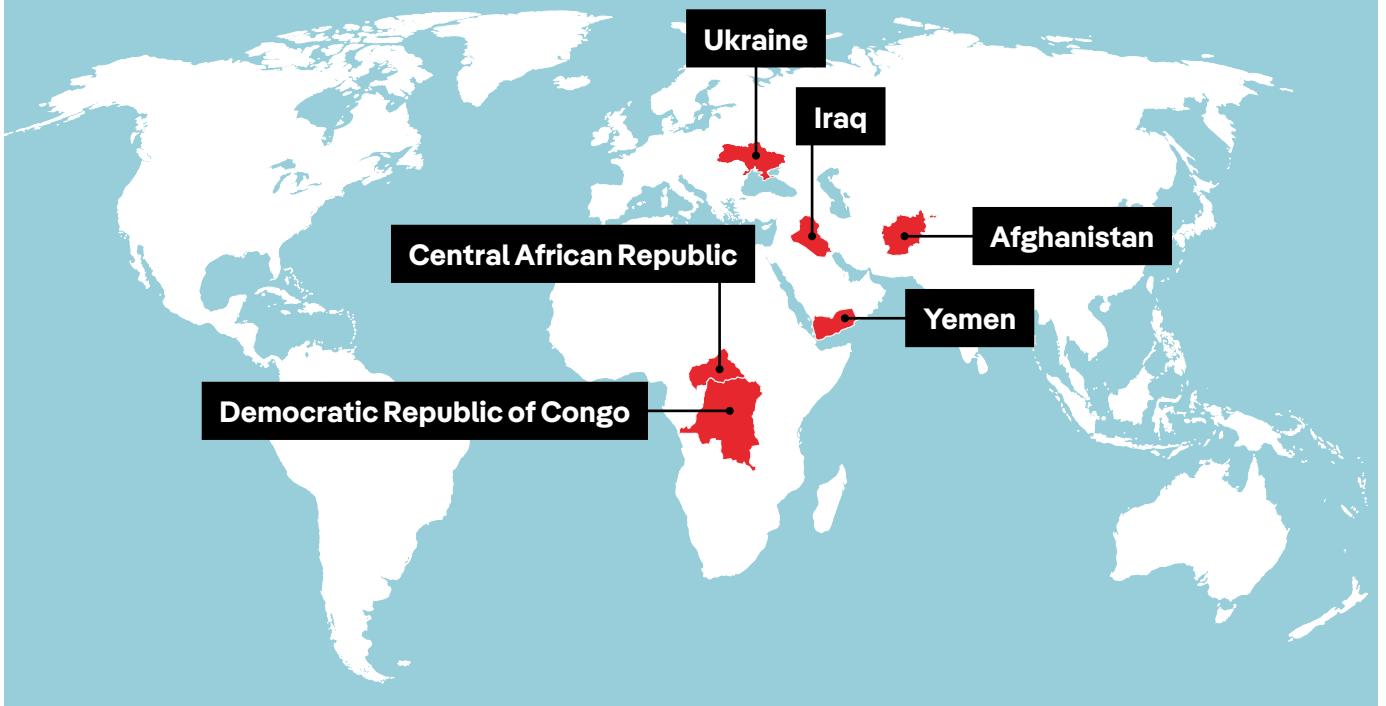 Ukraine
Iraq
Central African Republic
Afghanistan
Yemen
Democratic Republic of Congo